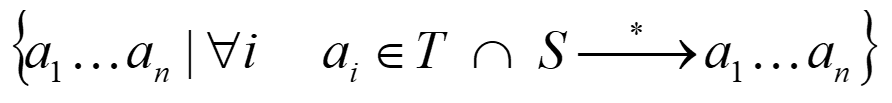 {a₁…aₙ | ∀i aᵢ ∈ T ∩ S ⟶* a₁…aₙ}